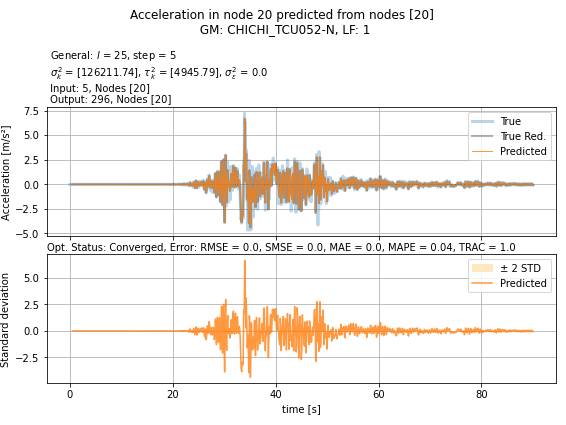 Acceleration in node 20 predicted from nodes [20]
GM: CHICHI_TCU052-N, LF: 1
General: l = 25, step = 5
σ²ₖ = [126211.74], τ²ₖ = [4945.79], σ²ε = 0.0
Input: 5, Nodes [20]
Output: 296, Nodes [20]
7.5
5.0
2.5
0.0
−2.5
−5.0
Acceleration [m/s²]
True
True Red.
Predicted
Opt. Status: Converged, Error: RMSE = 0.0, SMSE = 0.0, MAE = 0.0, MAPE = 0.04, TRAC = 1.0
5.0
2.5
0.0
−2.5
Standard deviation
± 2 STD
Predicted
0 20 40 60 80
time [s]